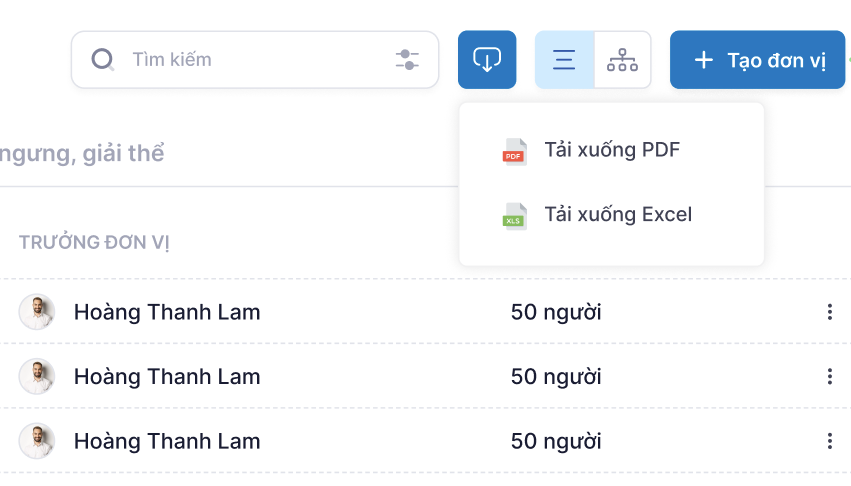 Tìm kiếm
Tạo đơn vị
ngưng, giải thể
PDF Tải xuống PDF
XLS Tải xuống Excel
TRƯỞNG ĐƠN VỊ
Hoàng Thanh Lam 50 người
Hoàng Thanh Lam 50 người
Hoàng Thanh Lam 50 người